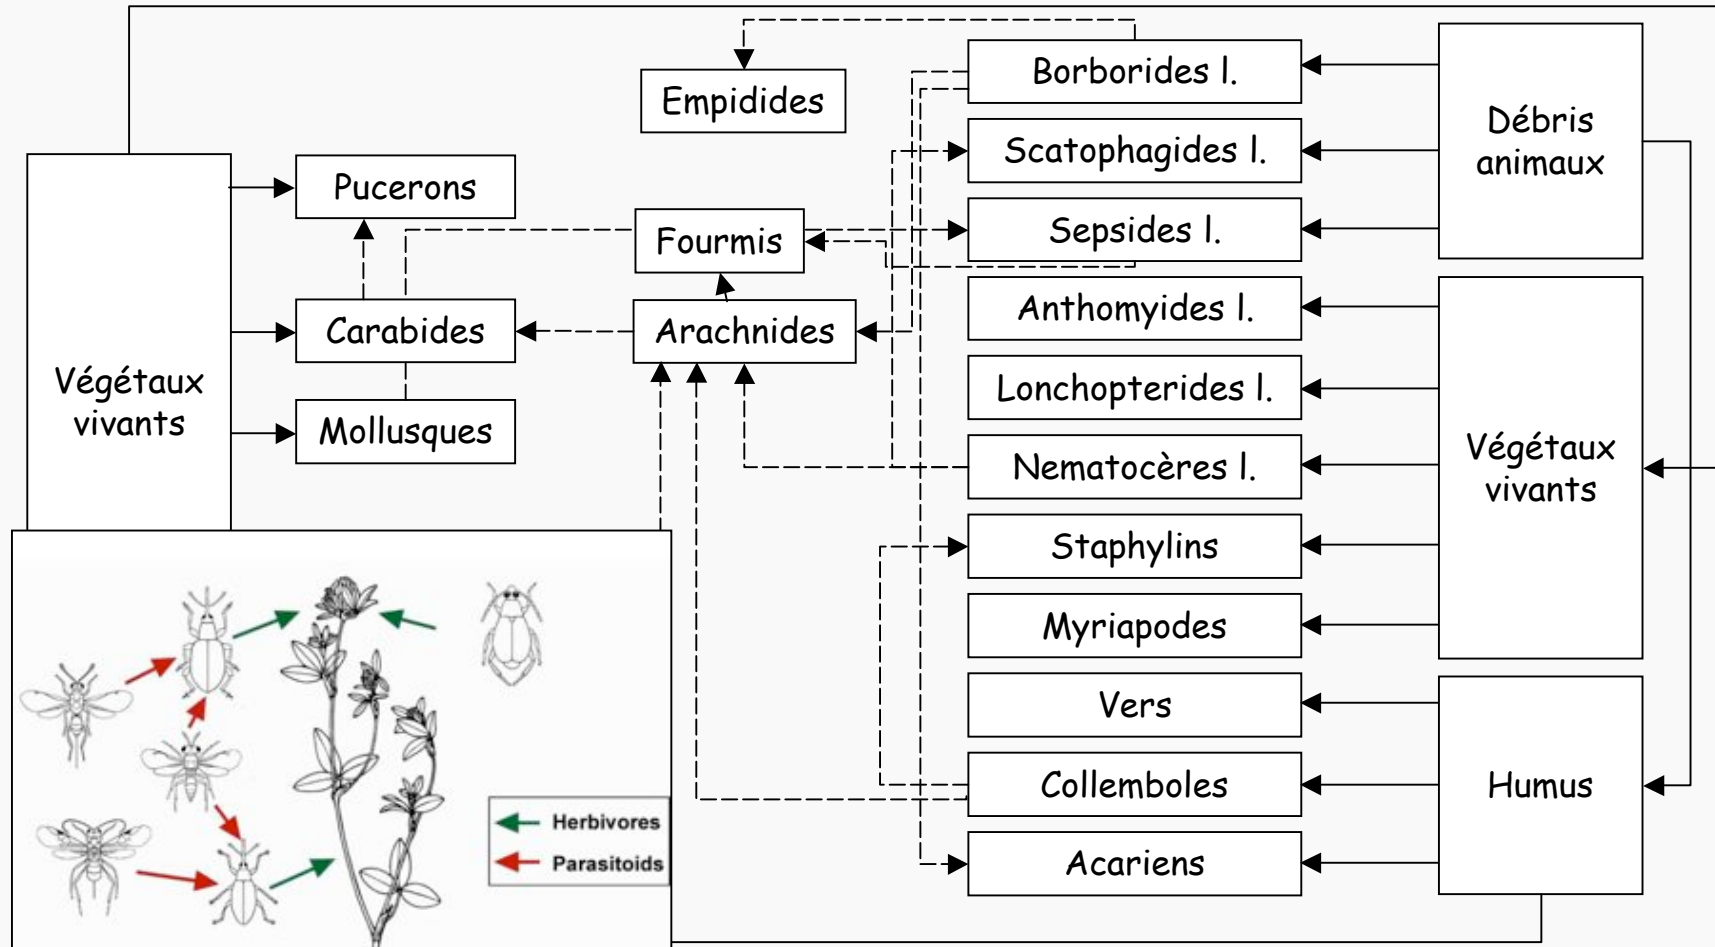 Borborides l.
Empidides
Débris
animaux
Scatophagides l.
Pucerons
Sepsides l.
Fourmis
Anthomyides l.
Carabides
Arachnides
Végétaux
vivants
Lonchopterides l.
Mollusques
Nematocères l.
Végétaux
vivants
Staphylins
Myriapodes
Vers
Collemboles
Humus
Acariens
Herbivores
Parasitoids